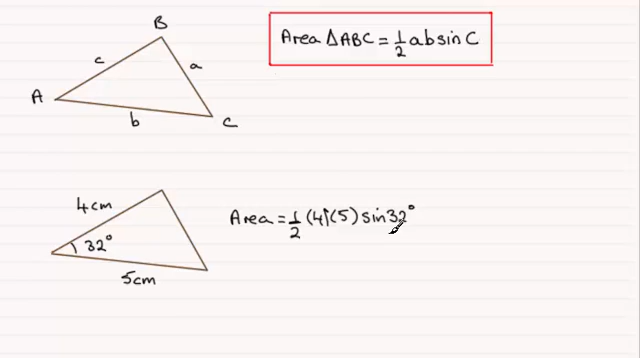 B
Area ΔABC = 1/2 ab sin C
c
a
A
b
C
4cm
32°
5cm
Area = 1/2 (4)(5) sin 32°